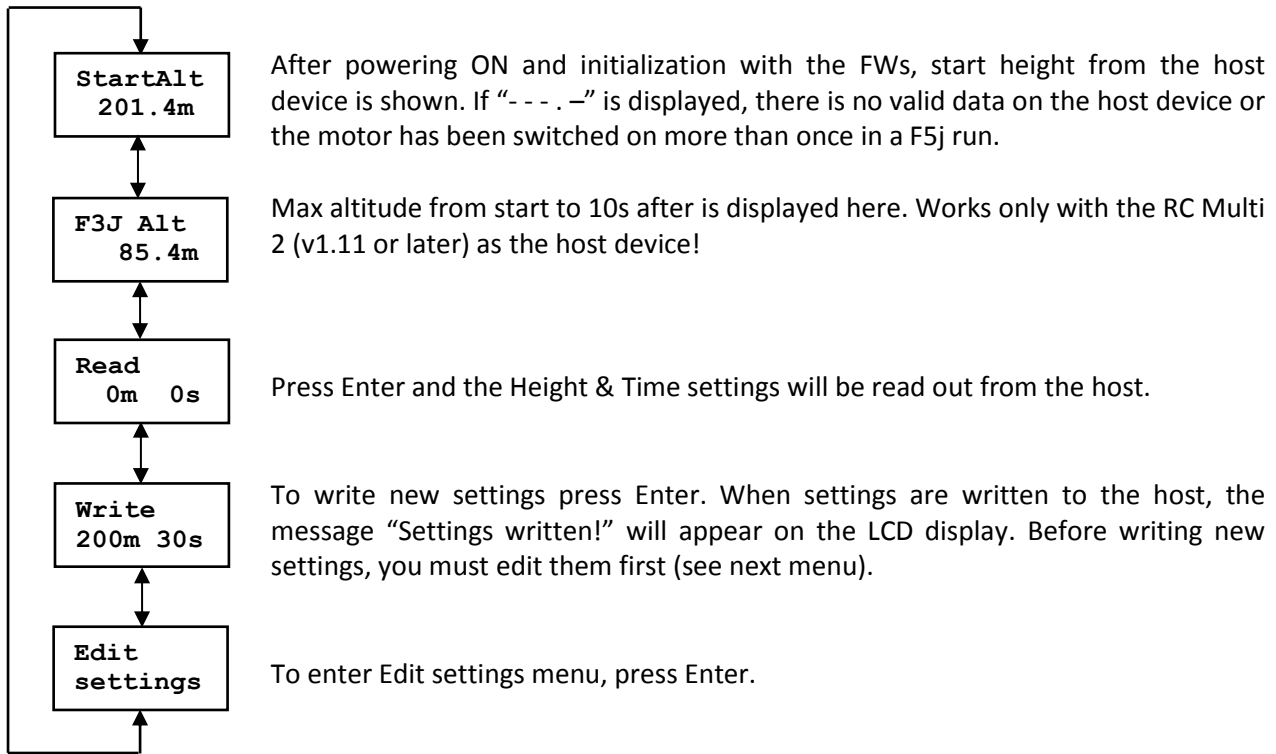 StartAlt
201.4m
After powering ON and initialization with the FWs, start height from the host
device is shown. If “- - - . –” is displayed, there is no valid data on the host device or
the motor has been switched on more than once in a F5j run.
F3J Alt
85.4m
Max altitude from start to 10s after is displayed here. Works only with the RC Multi
2 (v1.11 or later) as the host device!
Read
0m 0s
Press Enter and the Height & Time settings will be read out from the host.
Write
200m 30s
To write new settings press Enter. When settings are written to the host, the
message “Settings written!” will appear on the LCD display. Before writing new
settings, you must edit them first (see next menu).
Edit
settings
To enter Edit settings menu, press Enter.